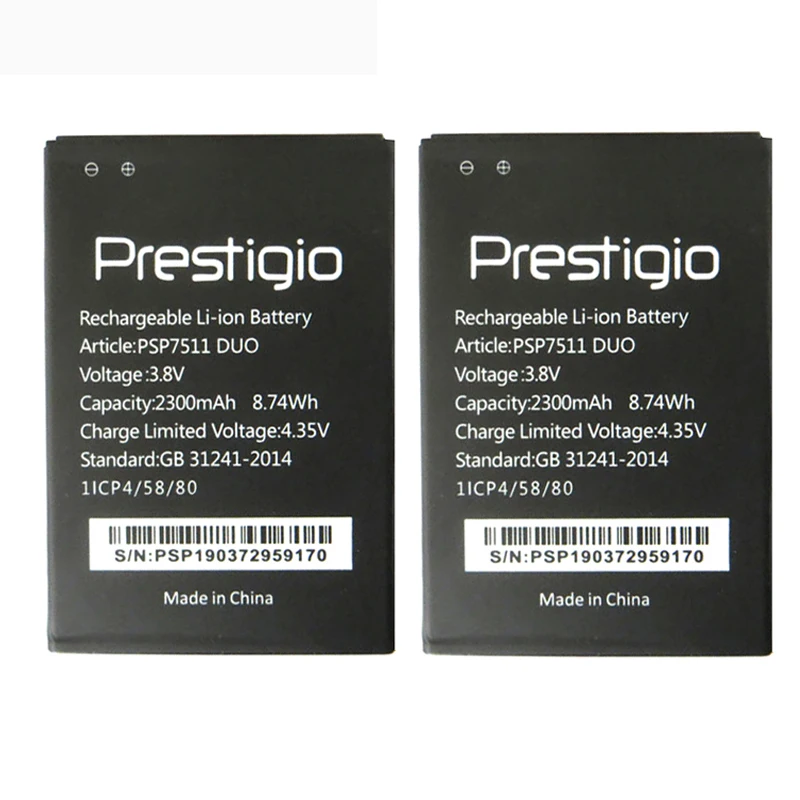 Prestigio
Rechargeable Li-ion Battery
Article:PSP7511 DUO
Voltage:3.8V
Capacity:2300mAh 8.74Wh
Charge Limited Voltage:4.35V
Standard:GB 31241-2014
1ICP4/58/80
S/N:PSP190372959170
Made in China
Prestigio
Rechargeable Li-ion Battery
Article:PSP7511 DUO
Voltage:3.8V
Capacity:2300mAh 8.74Wh
Charge Limited Voltage:4.35V
Standard:GB 31241-2014
1ICP4/58/80
S/N:PSP190372959170
Made in China